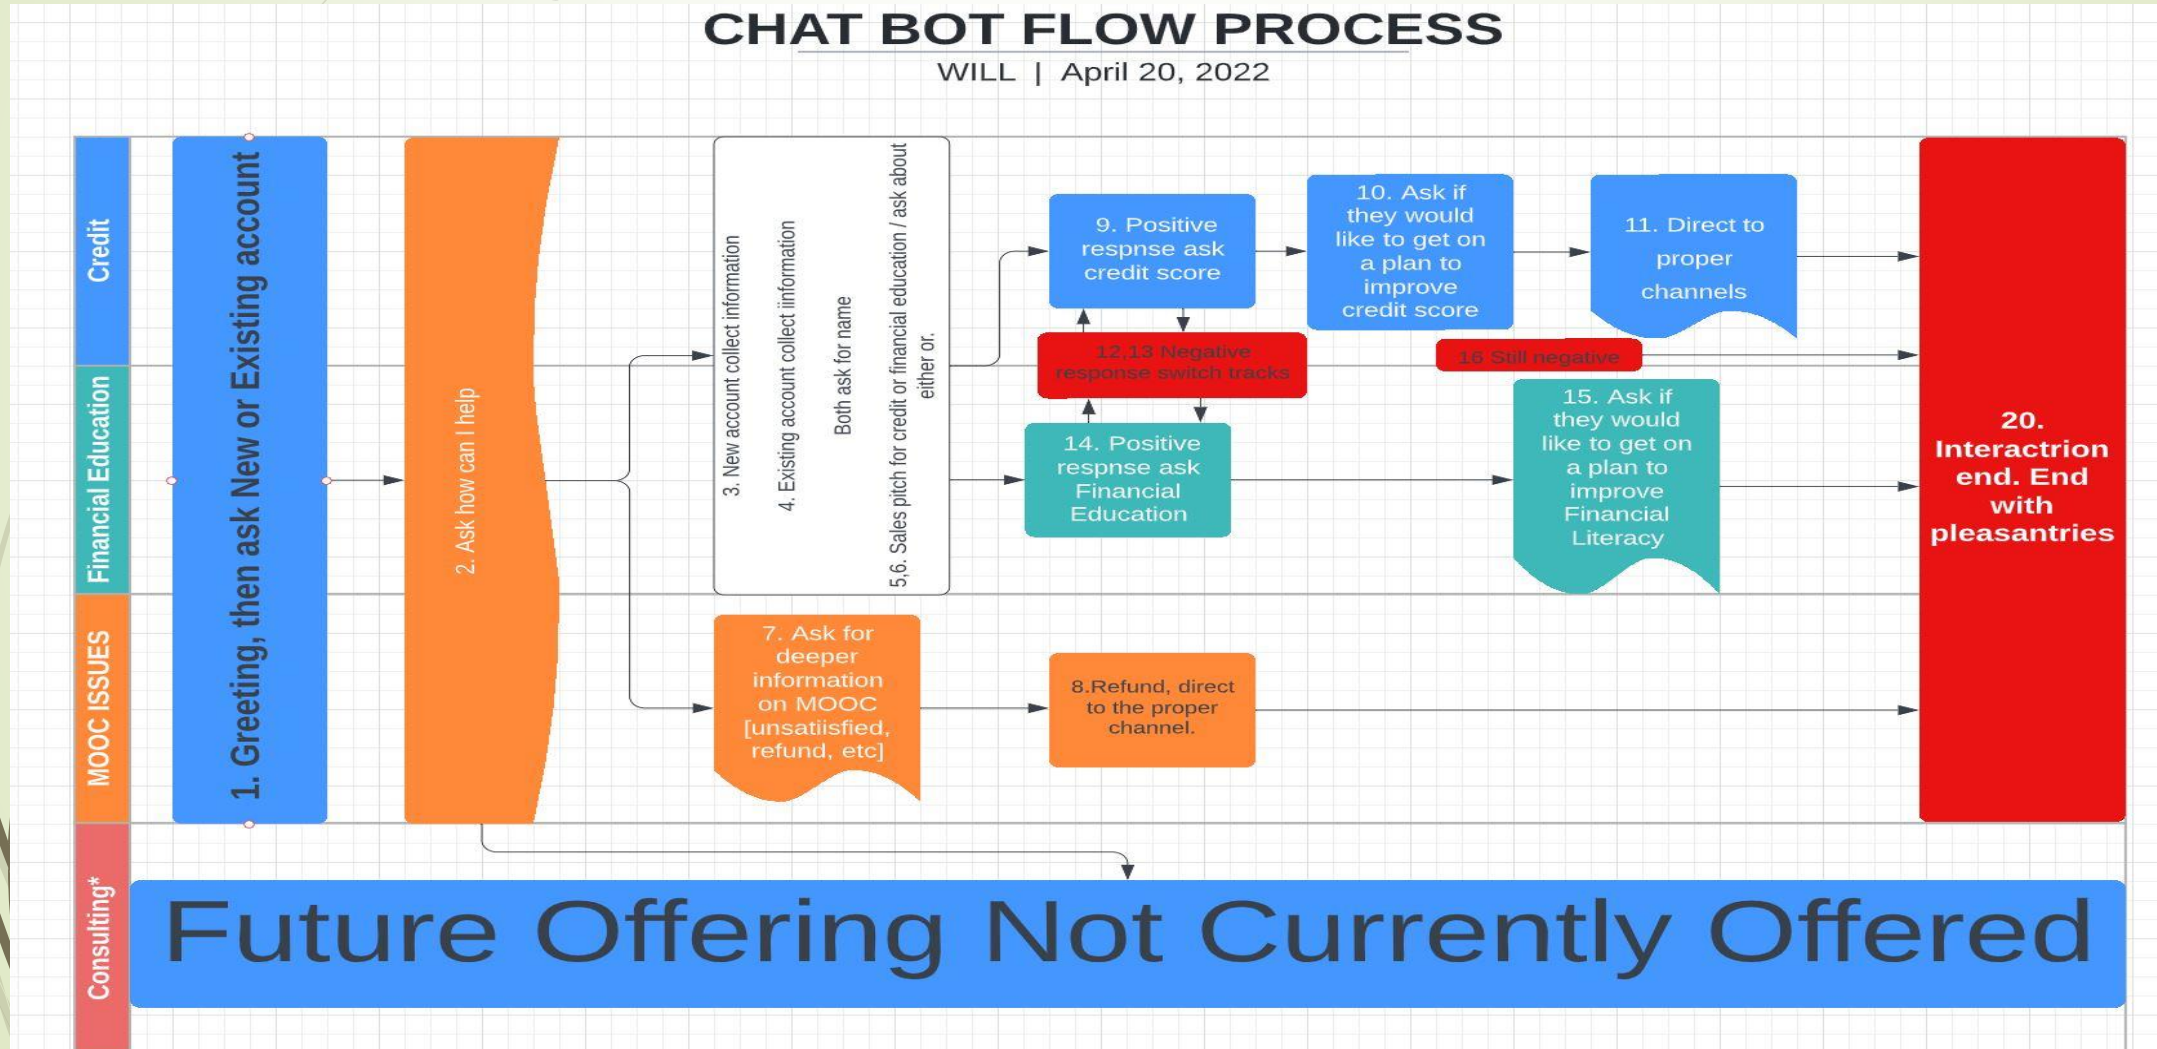 CHAT BOT FLOW PROCESS
WILL | April 20, 2022
Credit
Financial Education
MOOC ISSUES
Consulting*
1. Greeting, then ask New or Existing account
2. Ask how can I help
3. New account collect information
4. Existing account collect iinformation
Both ask for name
5,6. Sales pitch for credit or financial education / ask about
either or.
7. Ask for
deeper
information
on MOOC
[unsatiisfied,
refund, etc]
8.Refund, direct
to the proper
channel.
9. Positive
respnse ask
credit score
10. Ask if
they would
like to get on
a plan to
improve
credit score
11. Direct to
proper
channels
12,13 Negative
response switch tracks
14. Positive
respnse ask
Financial
Education
15. Ask if
they would
like to get on
a plan to
improve
Financial
Literacy
16 Still negative
20.
Interactrion
end. End
with
pleasantries
Future Offering Not Currently Offered